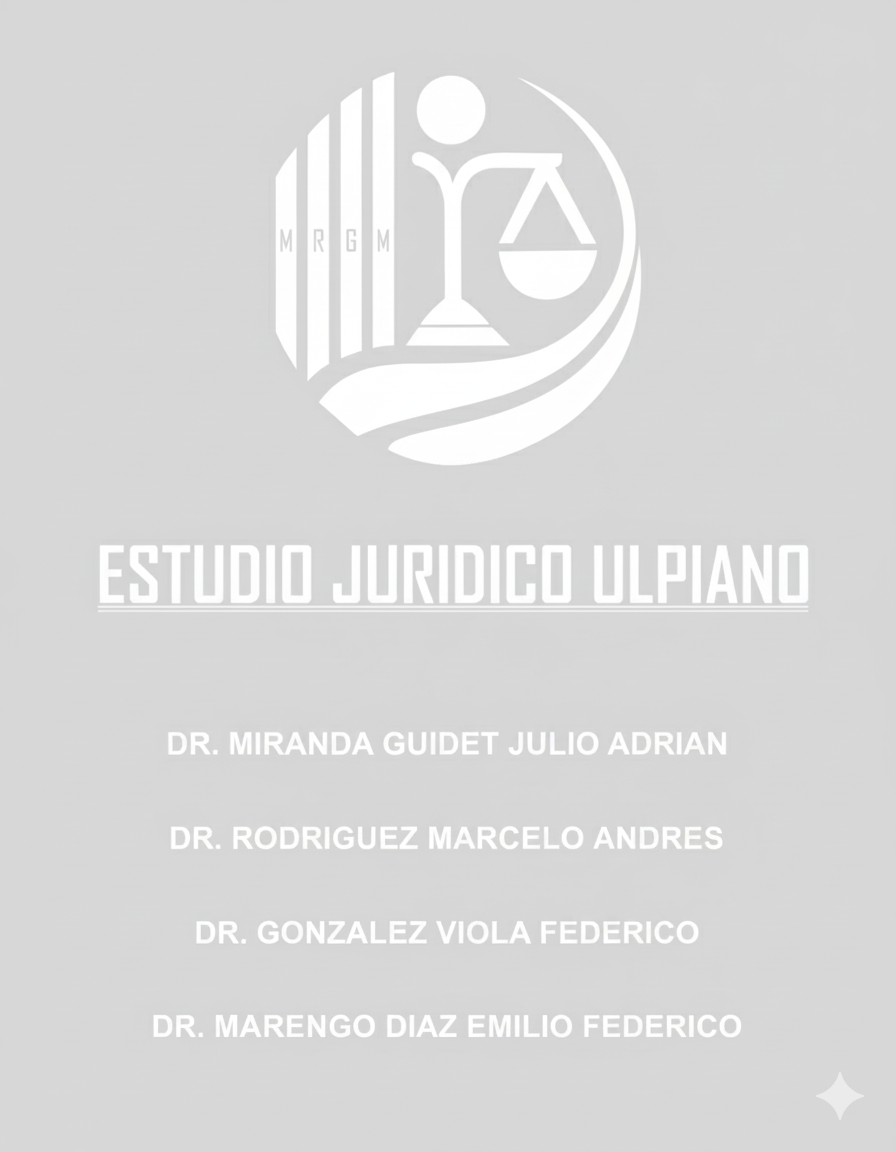 M R G M
ESTUDIO JURIDICO ULPIANO
DR. MIRANDA GUIDET JULIO ADRIAN
DR. RODRIGUEZ MARCELO ANDRES
DR. GONZALEZ VIOLA FEDERICO
DR. MARENGO DIAZ EMILIO FEDERICO